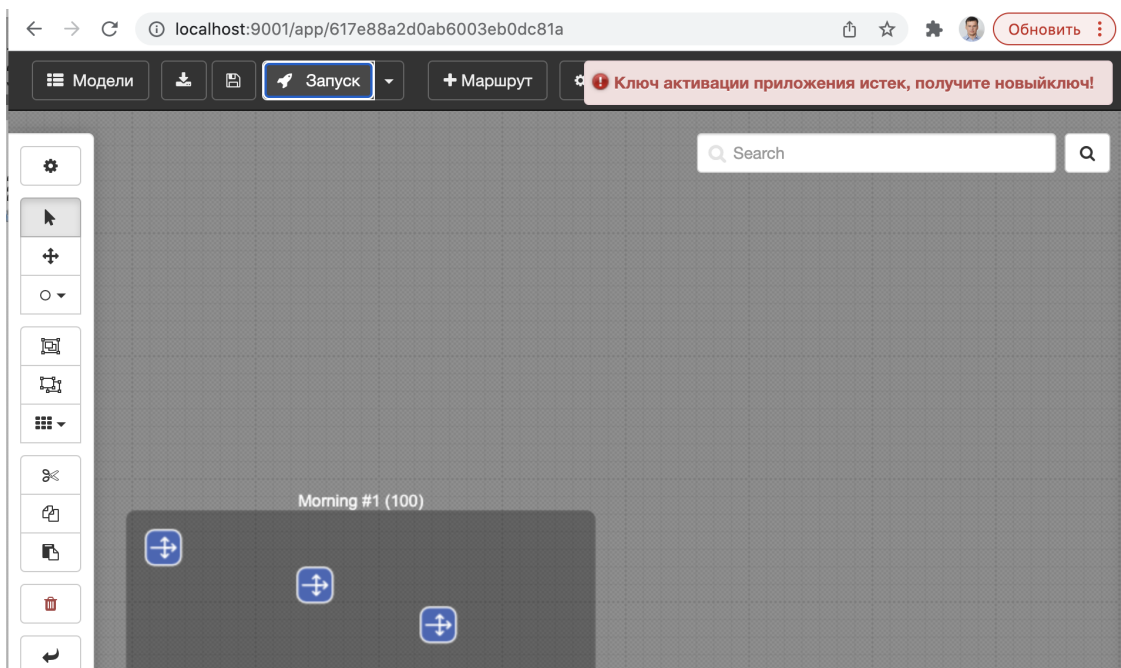 localhost:9001/app/617e88a2d0ab6003eb0dc81a
Обновить
Модели
Запуск
Маршрут
Ключ активации приложения истек, получите новыйключ!
Search
Morning #1 (100)